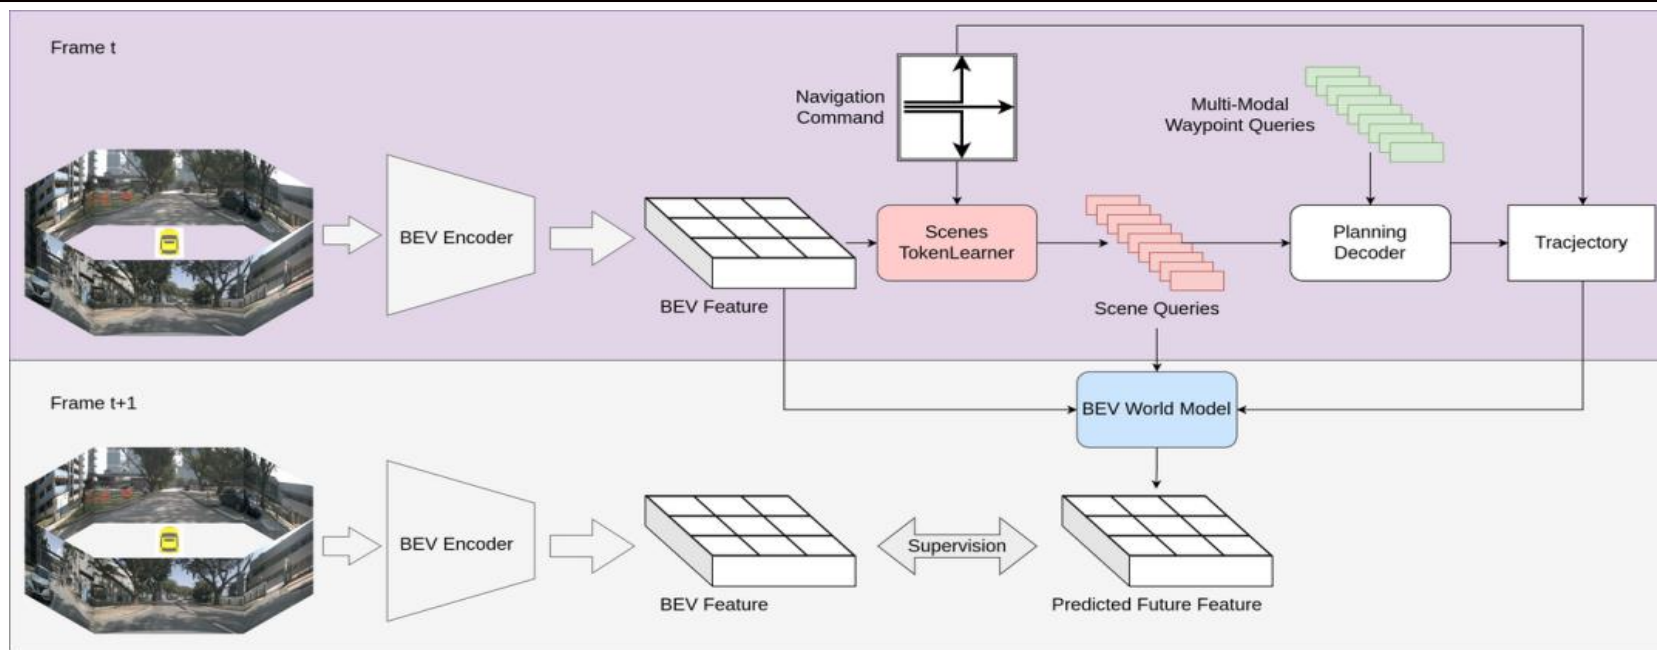 Frame t
Navigation
Command
Multi-Modal
Waypoint Queries
BEV Encoder
BEV Feature
Scenes
TokenLearner
Scene Queries
Planning
Decoder
Tracjectory
Frame t+1
BEV World Model
BEV Encoder
BEV Feature
Supervision
Predicted Future Feature